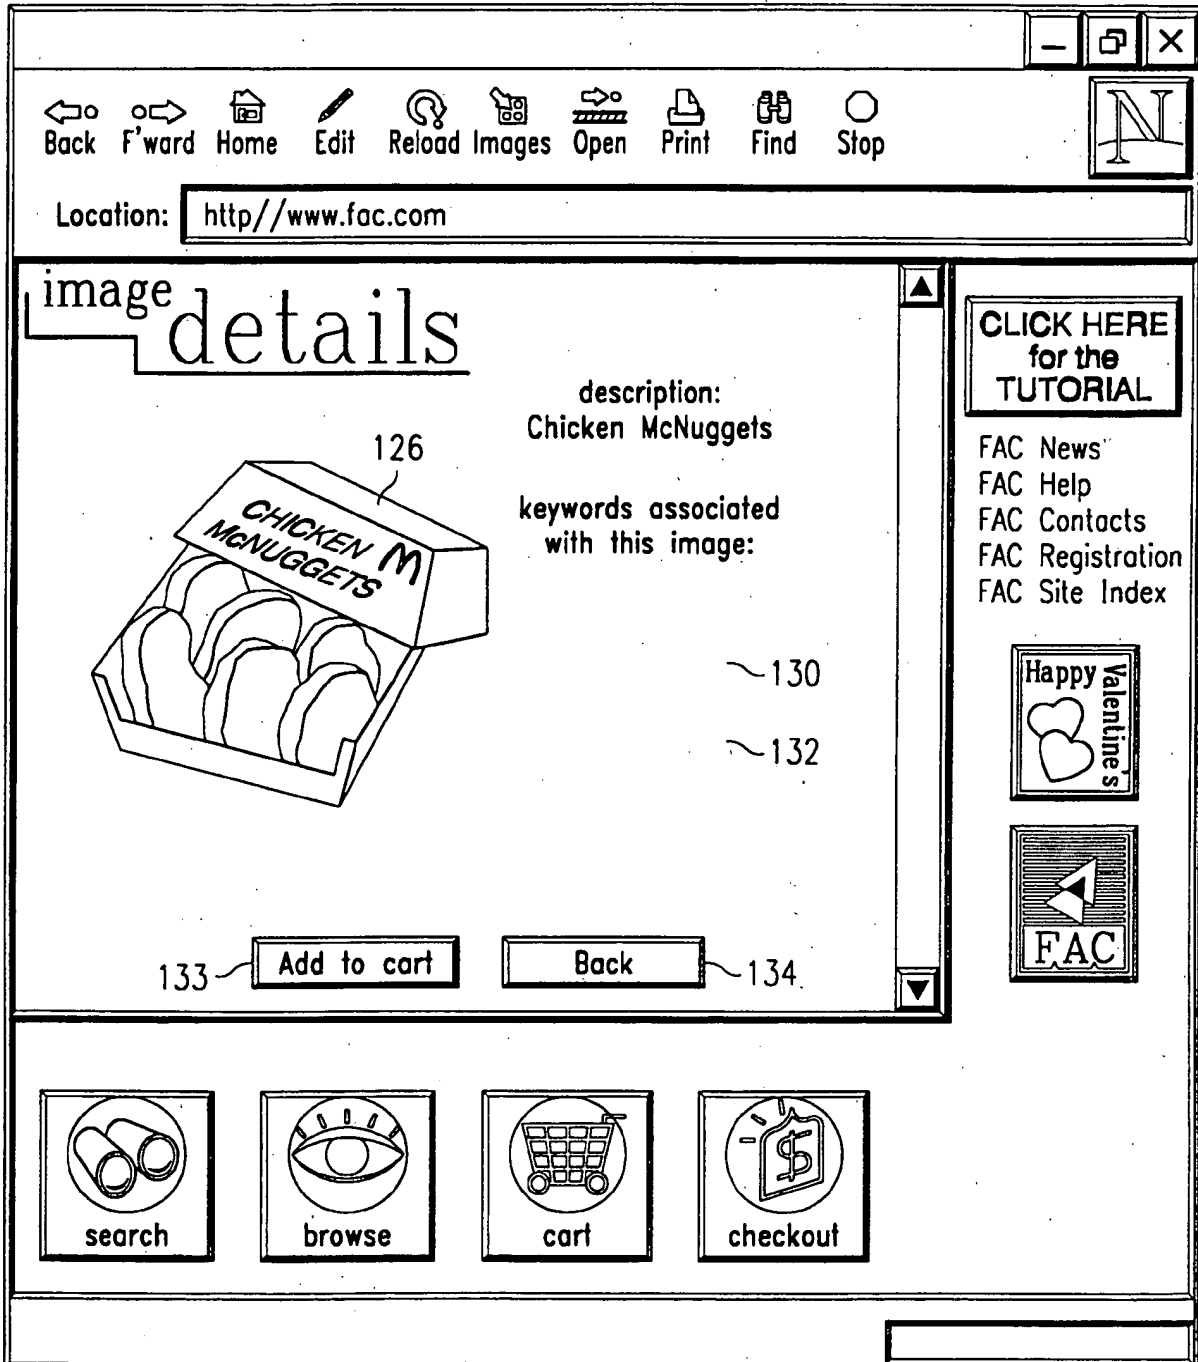 Back F'ward Home Edit Reload Images Open Print Find Stop
N
Location: http//www.fac.com
image
details
description:
Chicken McNuggets
keywords associated
with this image:
126
CHICKEN
McNUGGETS
M
130
132
133
Add to cart
Back
134
CLICK HERE
for the
TUTORIAL
FAC News
FAC Help
FAC Contacts
FAC Registration
FAC Site Index
Happy
Valentine's
FAC
search
browse
cart
$
checkout